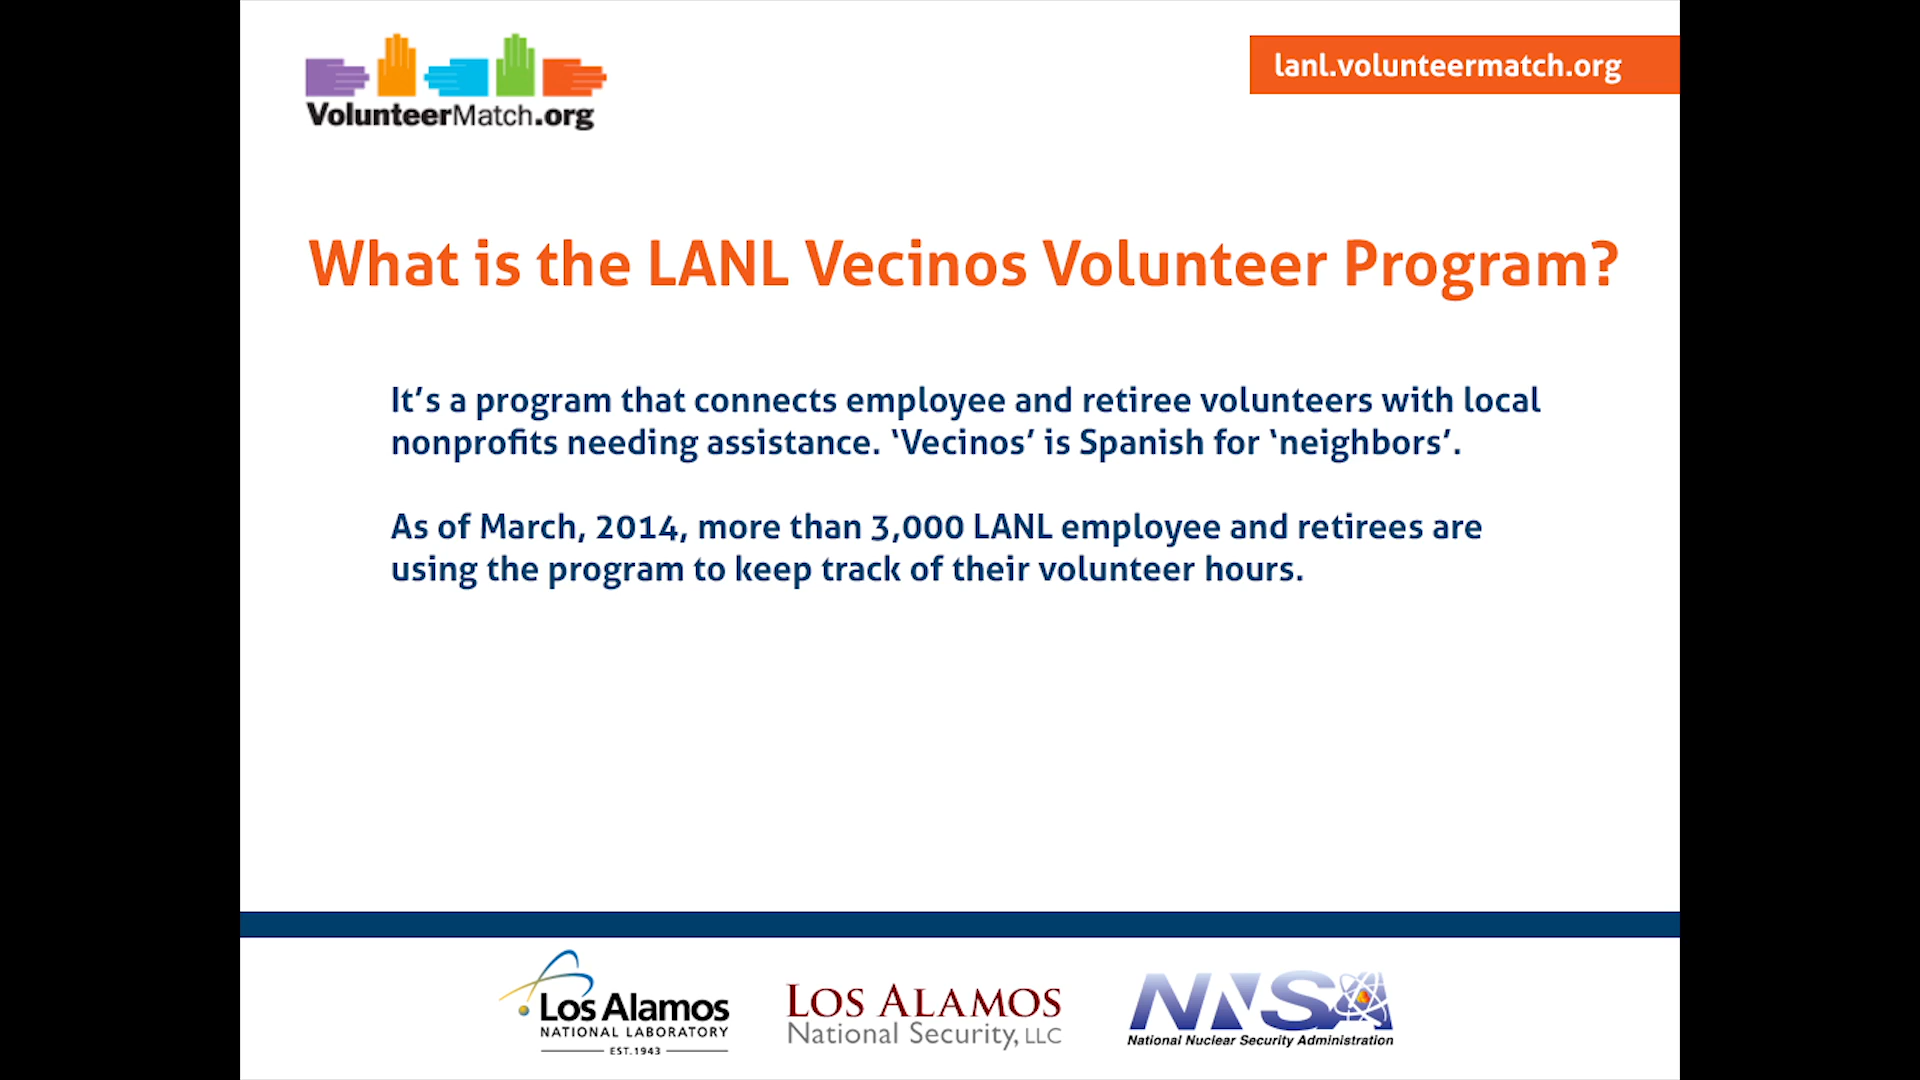 VolunteerMatch.org
lanl.volunteermatch.org
What is the LANL Vecinos Volunteer Program?
It’s a program that connects employee and retiree volunteers with local
nonprofits needing assistance. ‘Vecinos’ is Spanish for ‘neighbors’.
As of March, 2014, more than 3,000 LANL employee and retirees are
using the program to keep track of their volunteer hours.
Los Alamos
NATIONAL LABORATORY
EST.1943
LOS ALAMOS
National Security, LLC
NNSA
National Nuclear Security Administration